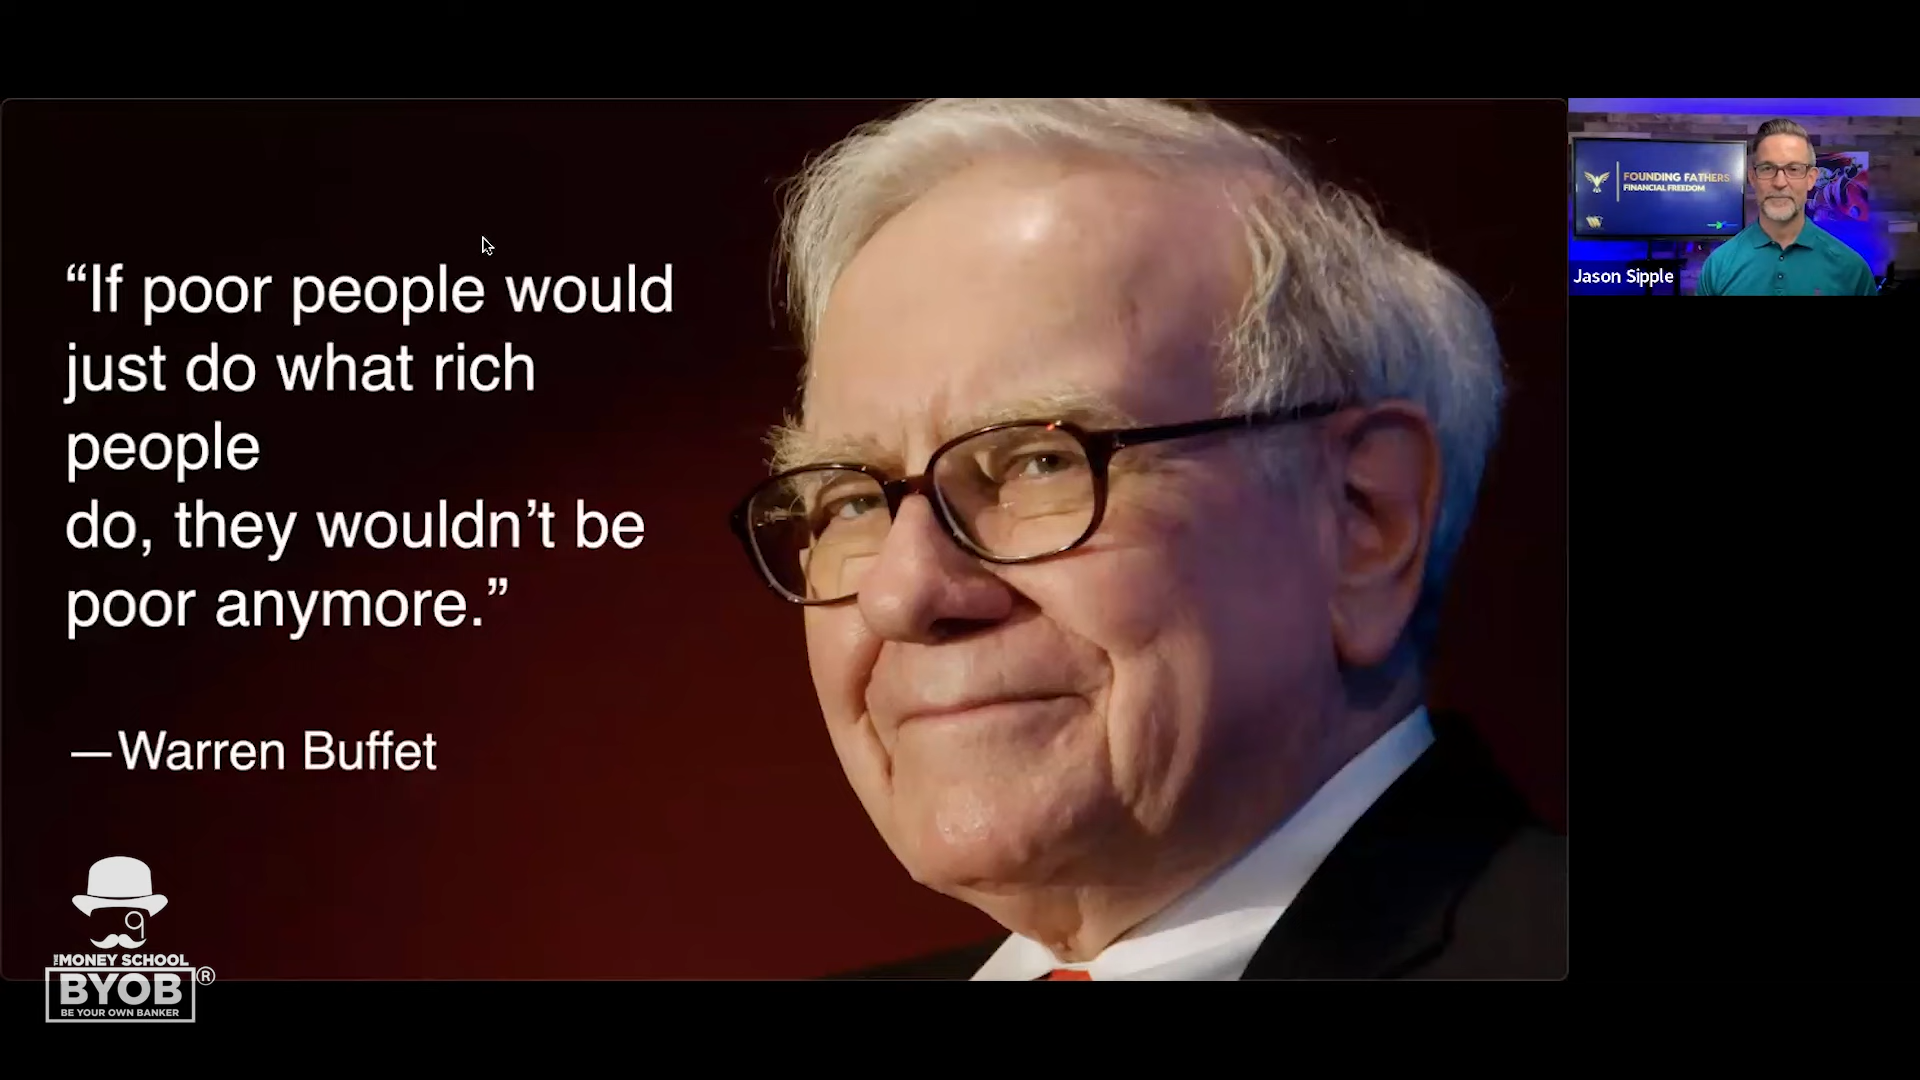 “If poor people would
just do what rich
people
do, they wouldn’t be
poor anymore.”
—Warren Buffet
THE MONEY SCHOOL
BYOB®
BE YOUR OWN BANKER
FOUNDING FATHERS
FINANCIAL FREEDOM
Jason Sipple